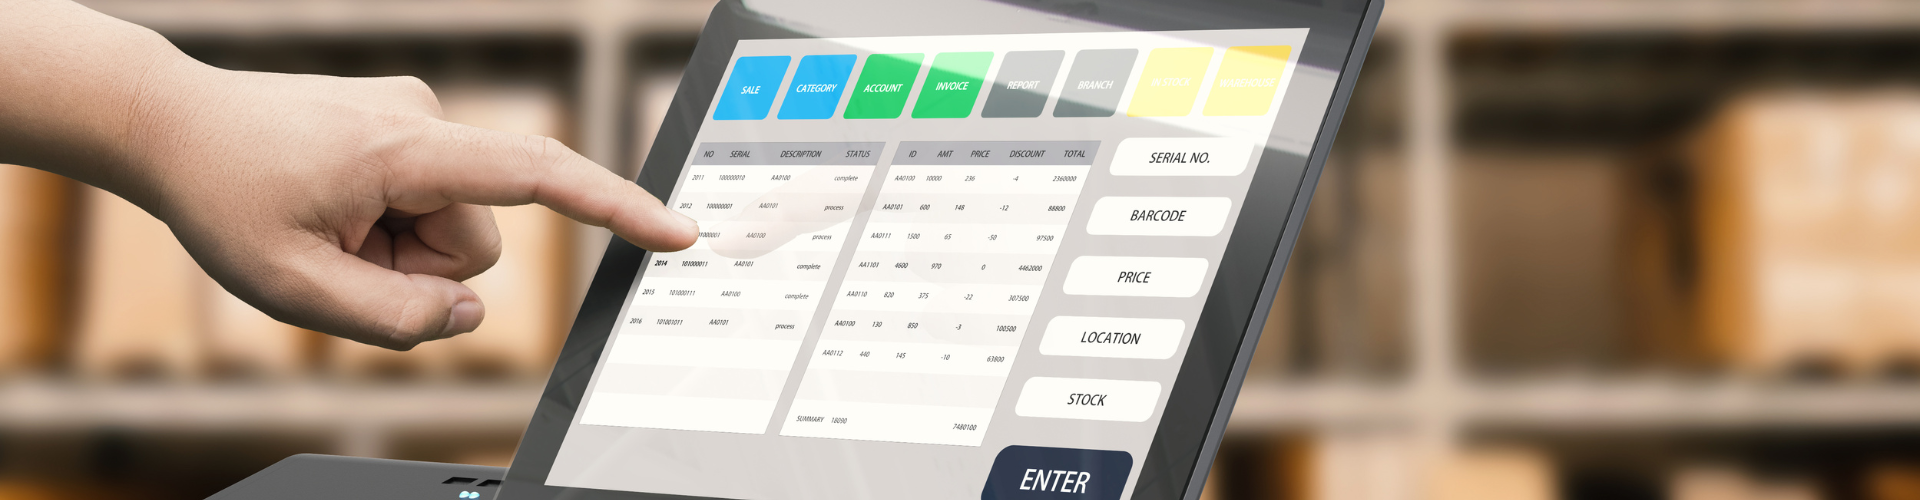 SALE CATEGORY ACCOUNT INVOICE REPORT BRANCH IN STOCK WAREHOUSE
NO SERIAL DESCRIPTION STATUS
2011 100000010 AA0100 complete
2012 10000001 AA0101 process
0100001 AA0100 process
2014 101000011 AA0101 complete
2015 101000111 AA0100 complete
2016 101001011 AA0101 process
ID AMT PRICE DISCOUNT TOTAL
AA0100 10000 236 -4 2360000
AA0101 600 148 -12 88800
AA0111 1500 65 -50 97500
AA1101 4600 970 0 4462000
AA0110 820 375 -22 307500
AA0100 130 850 -3 100500
AA0112 440 145 -10 63800
SUMMARY 18090 7480100
SERIAL NO.
BARCODE
PRICE
LOCATION
STOCK
ENTER